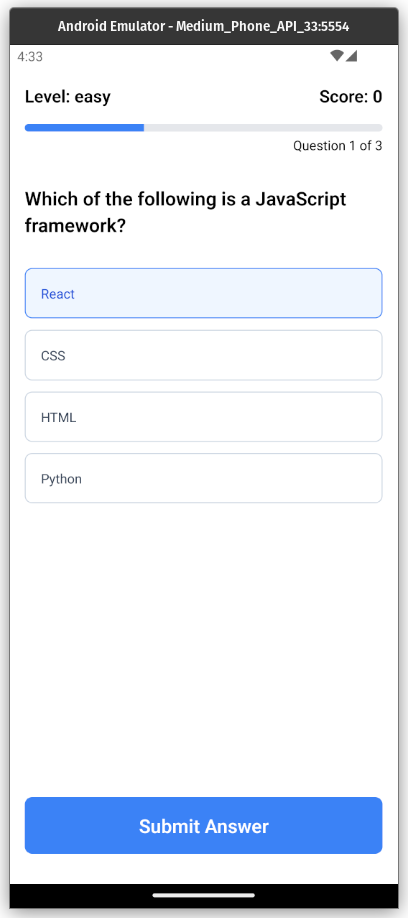 Android Emulator - Medium_Phone_API_33:5554
4:33
Level: easy
Score: 0
Question 1 of 3
Which of the following is a JavaScript
framework?
React
CSS
HTML
Python
Submit Answer